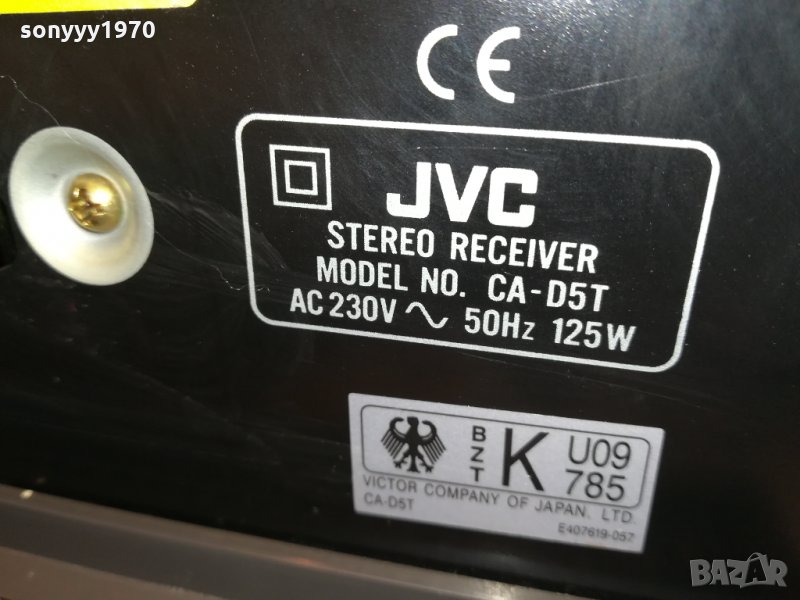 sonyyy1970
CE
JVC
STEREO RECEIVER
MODEL NO. CA-D5T
AC 230V ~ 50Hz 125W
BZT K U09 785
VICTOR COMPANY OF JAPAN, LTD.
CA-D5T
E407619-057
BAZAR